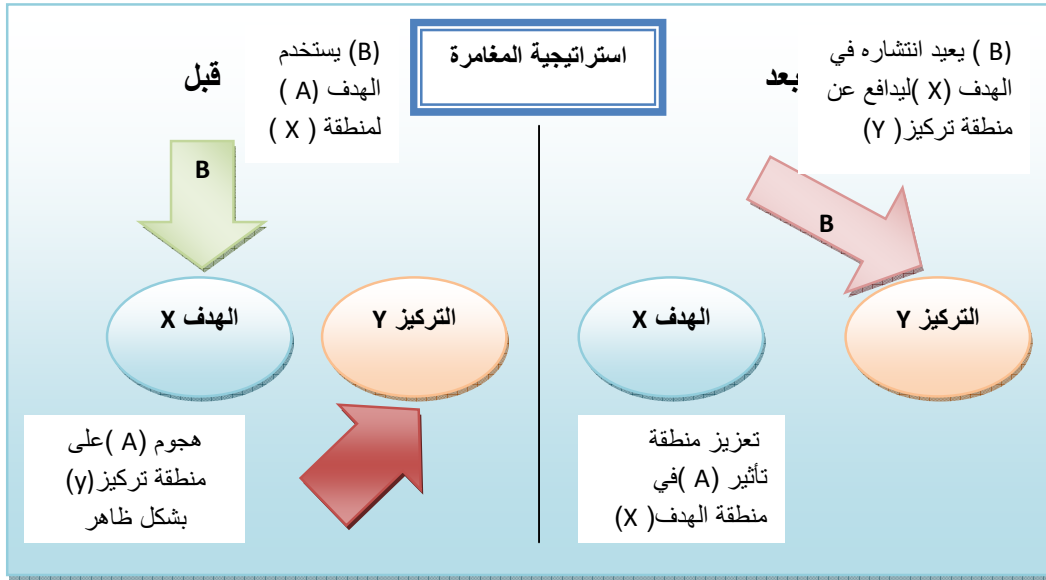 استراتيجية المغامرة
قبل
(B) يستخدم
الهدف (A )
لمنطقة ( X )
B
الهدف X
التركيز Y
هجوم (A )على
منطقة تركيز(y)
بشكل ظاهر
بعد
(B ) يعيد انتشاره في
الهدف (X )ليدافع عن
منطقة تركيز( Y)
B
الهدف X
التركيز Y
تعزيز منطقة
تأثير (A )في
منطقة الهدف( X)